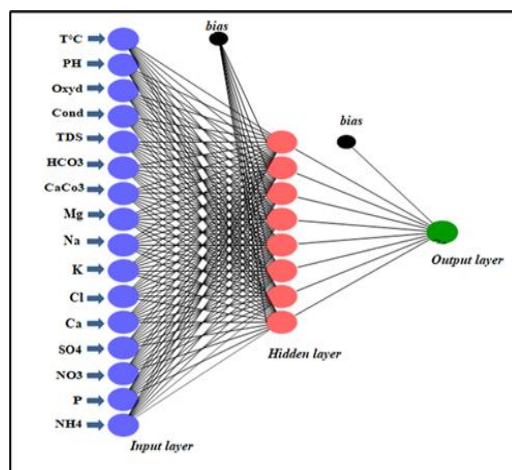 T°C
PH
Oxyd
Cond
TDS
HCO3
CaCo3
Mg
Na
K
Cl
Ca
SO4
NO3
P
NH4
bias
bias
Input layer
Hidden layer
Output layer